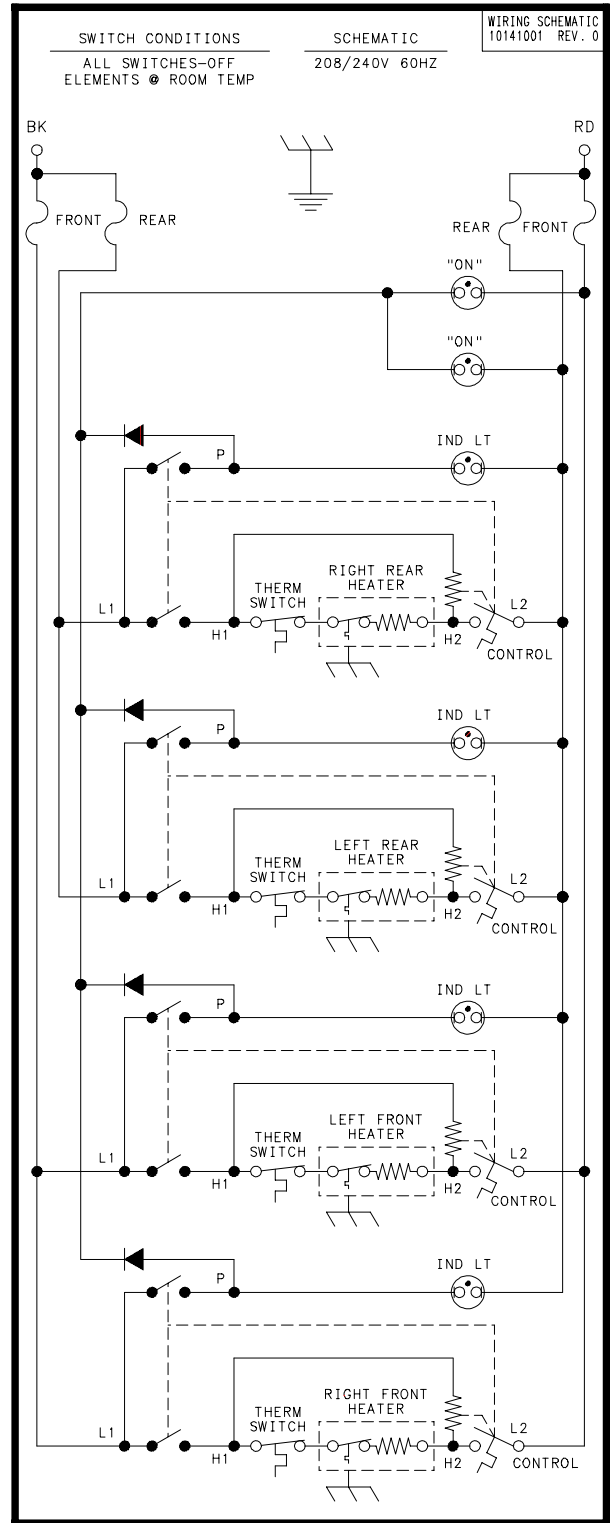 WIRING SCHEMATIC
10141001 REV. 0
SWITCH CONDITIONS
ALL SWITCHES-OFF
ELEMENTS @ ROOM TEMP
SCHEMATIC
208/240V 60HZ
BK
RD
FRONT
REAR
REAR
FRONT
"ON"
"ON"
P
IND LT
RIGHT REAR
HEATER
THERM
SWITCH
L1
H1
H2
L2
CONTROL
P
IND LT
LEFT REAR
HEATER
THERM
SWITCH
L1
H1
H2
L2
CONTROL
P
IND LT
LEFT FRONT
HEATER
THERM
SWITCH
L1
H1
H2
L2
CONTROL
P
IND LT
RIGHT FRONT
HEATER
THERM
SWITCH
L1
H1
H2
L2
CONTROL